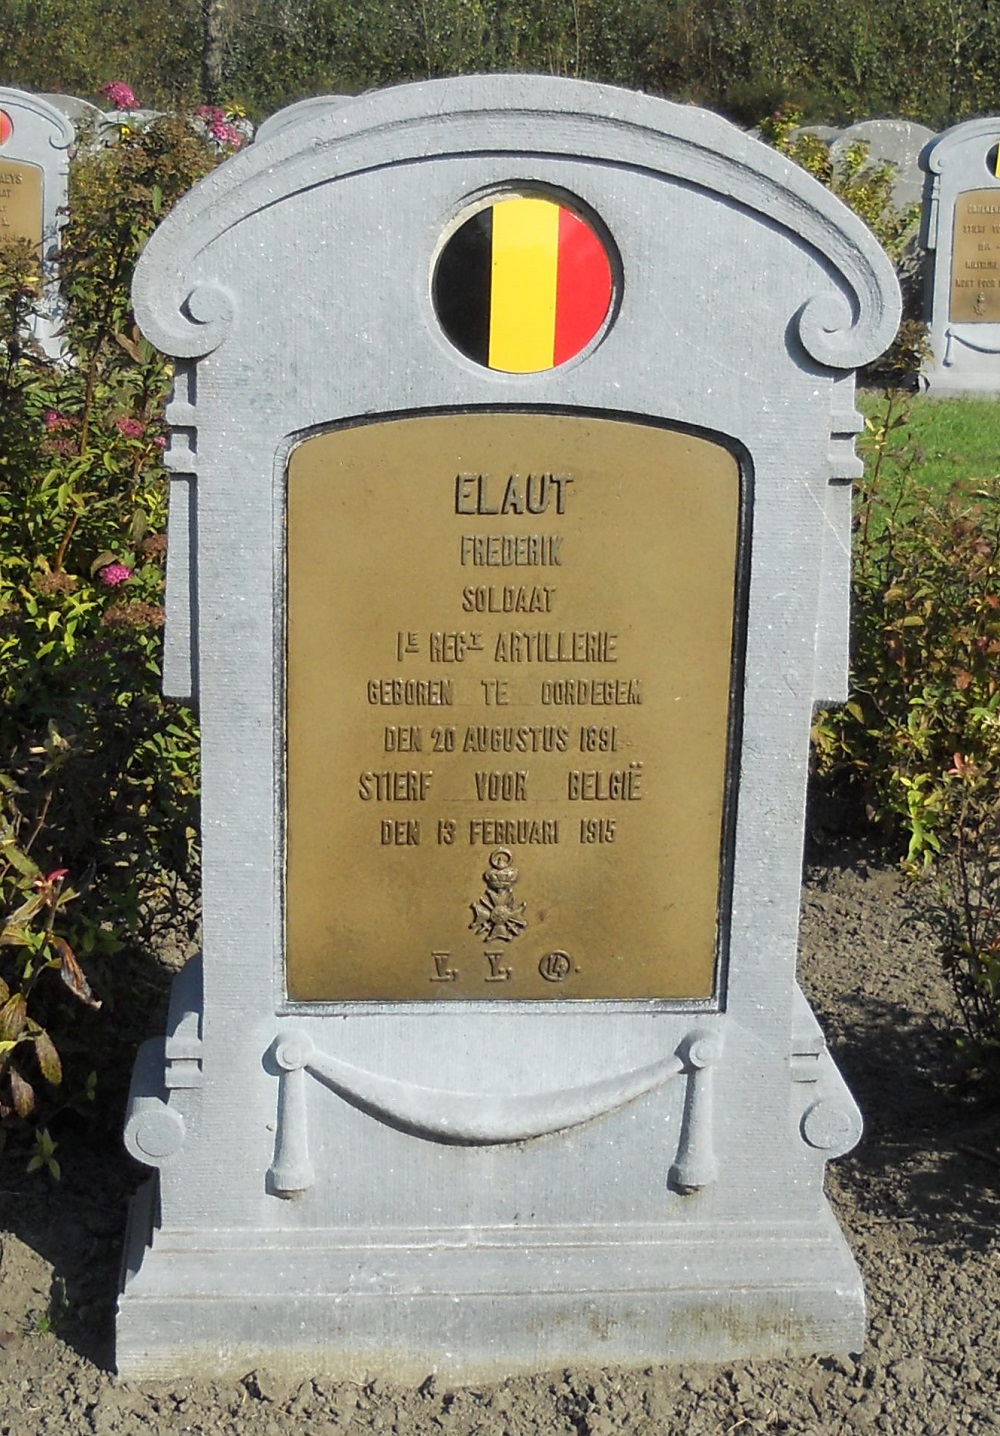 ELAUT
FREDERIK
SOLDAAT
1E REGT ARTILLERIE
GEBOREN TE OORDEGEM
DEN 20 AUGUSTUS 1891
STIERF VOOR BELGIË
DEN 13 FEBRUARI 1915
V., Y., 14.